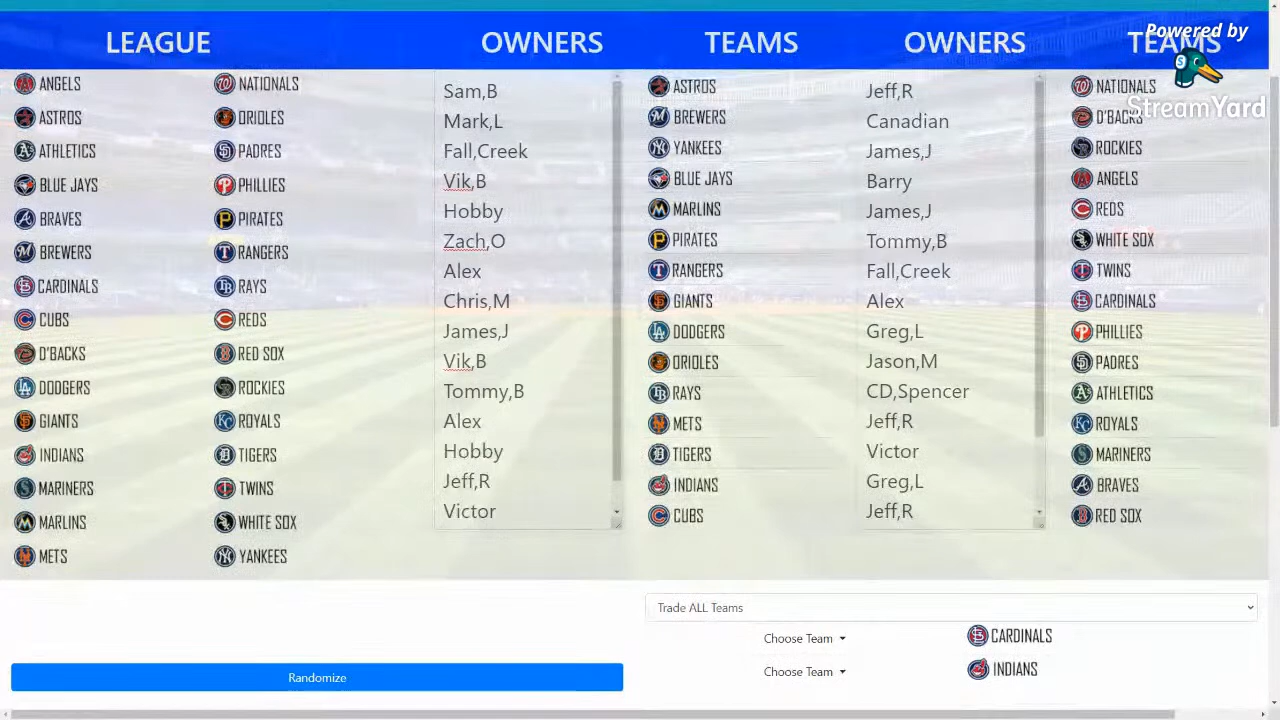 LEAGUE OWNERS TEAMS OWNERS TEAMS
Powered by
StreamYard
ANGELS NATIONALS
ASTROS ORIOLES
ATHLETICS PADRES
BLUE JAYS PHILLIES
BRAVES PIRATES
BREWERS RANGERS
CARDINALS RAYS
CUBS REDS
D'BACKS RED SOX
DODGERS ROCKIES
GIANTS ROYALS
INDIANS TIGERS
MARINERS TWINS
MARLINS WHITE SOX
METS YANKEES
Sam,B ASTROS Jeff,R NATIONALS
Mark,L BREWERS Canadian D'BACKS
Fall,Creek YANKEES James,J ROCKIES
Vik,B BLUE JAYS Barry ANGELS
Hobby MARLINS James,J REDS
Zach,O PIRATES Tommy,B WHITE SOX
Alex RANGERS Fall,Creek TWINS
Chris,M GIANTS Alex CARDINALS
James,J DODGERS Greg,L PHILLIES
Vik,B ORIOLES Jason,M PADRES
Tommy,B RAYS CD,Spencer ATHLETICS
Alex METS Jeff,R ROYALS
Hobby TIGERS Victor MARINERS
Jeff,R INDIANS Greg,L BRAVES
Victor CUBS Jeff,R RED SOX
Trade ALL Teams
Choose Team CARDINALS
Choose Team INDIANS
Randomize